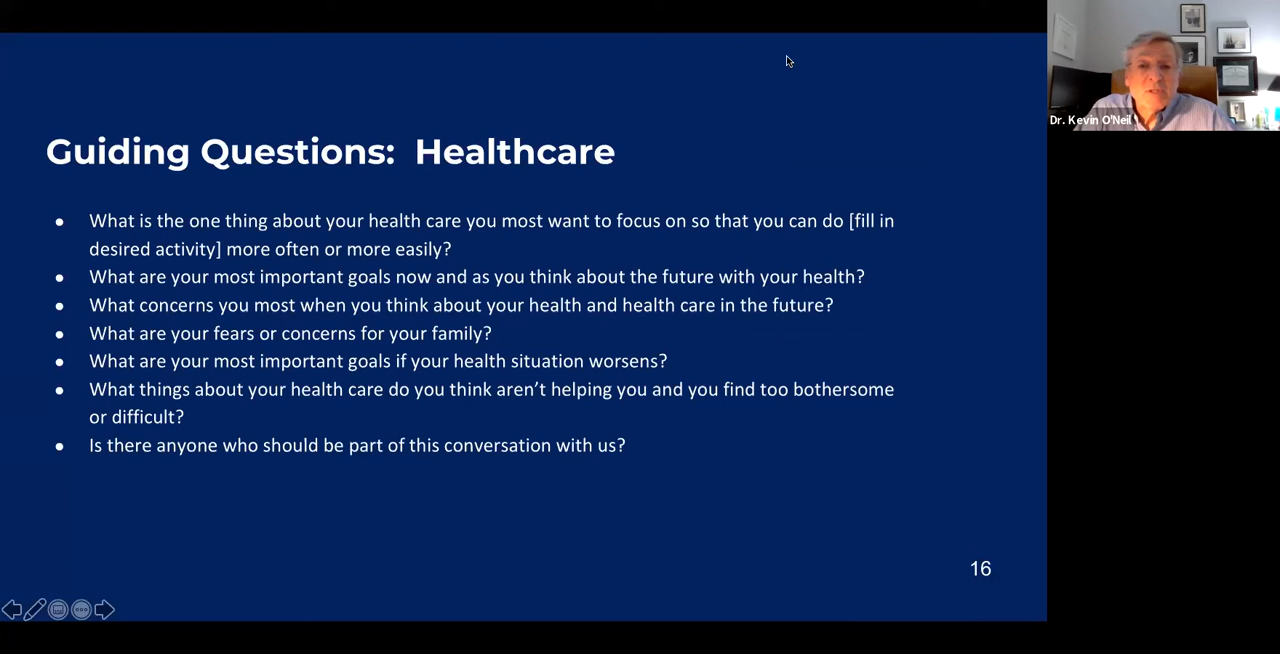 Guiding Questions:  Healthcare
● What is the one thing about your health care you most want to focus on so that you can do [fill in
desired activity] more often or more easily?
● What are your most important goals now and as you think about the future with your health?
● What concerns you most when you think about your health and health care in the future?
● What are your fears or concerns for your family?
● What are your most important goals if your health situation worsens?
● What things about your health care do you think aren’t helping you and you find too bothersome
or difficult?
● Is there anyone who should be part of this conversation with us?
16
Dr. Kevin O'Neil